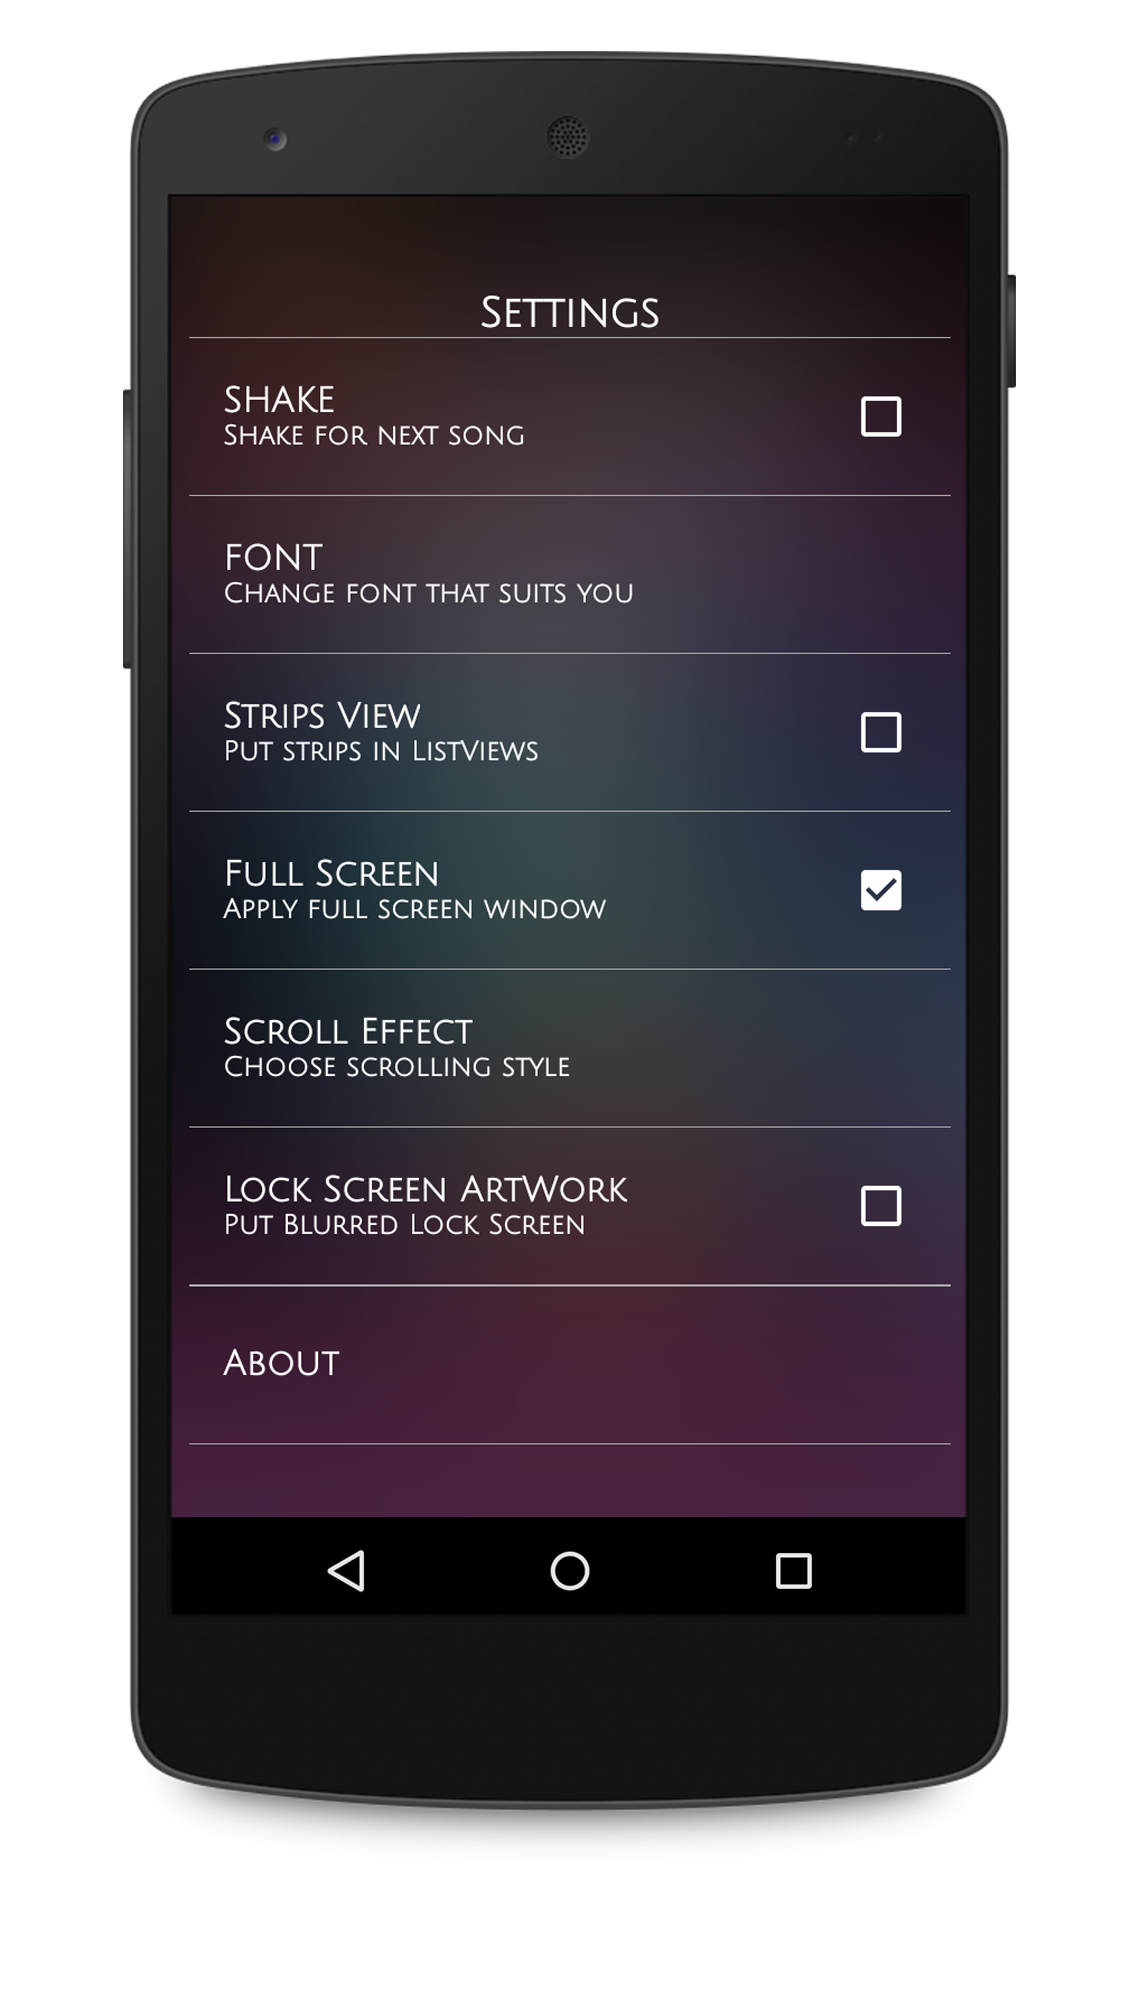 Settings
SHAKE
Shake for next song
FONT
Change font that suits you
Strips View
Put strips in ListViews
Full Screen
Apply full screen window
Scroll Effect
Choose scrolling style
Lock Screen ArtWork
Put Blurred Lock Screen
About